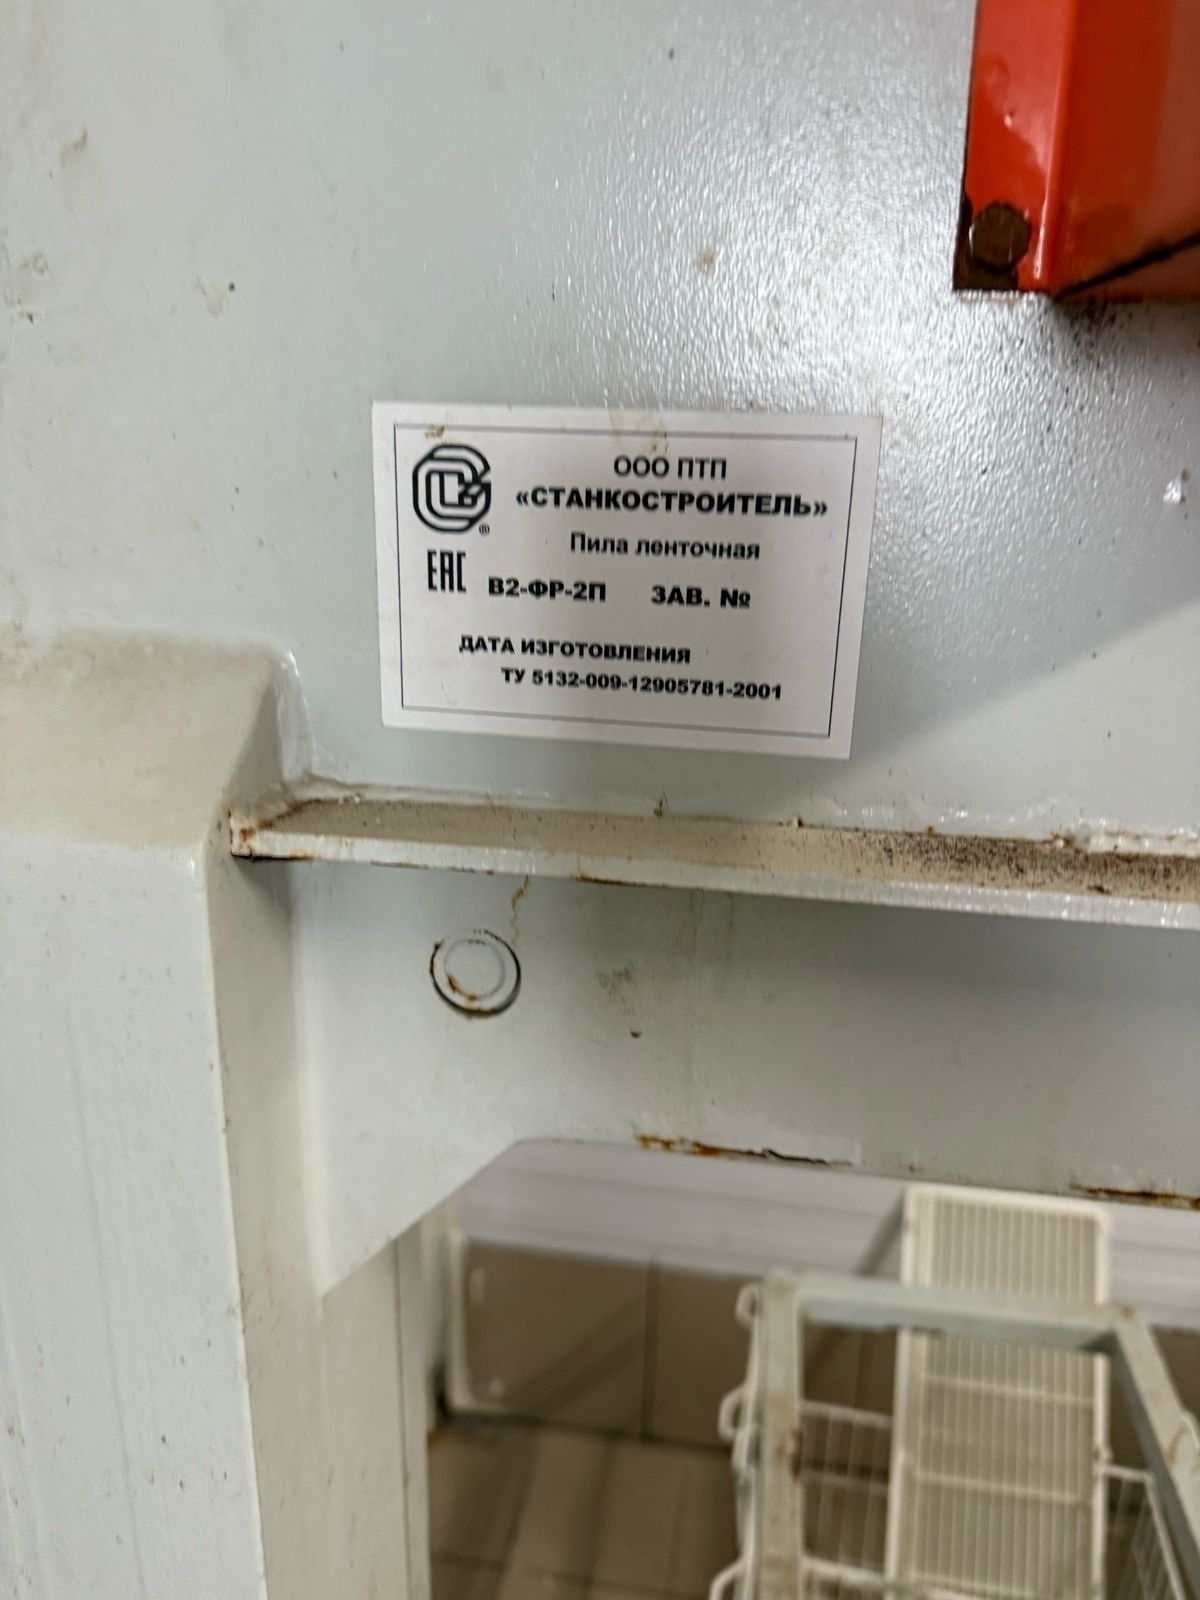 ООО ПТП
«СТАНКОСТРОИТЕЛЬ»
®
Пила ленточная
ЕАС
В2-ФР-2П ЗАВ. №
ДАТА ИЗГОТОВЛЕНИЯ
ТУ 5132-009-12905781-2001